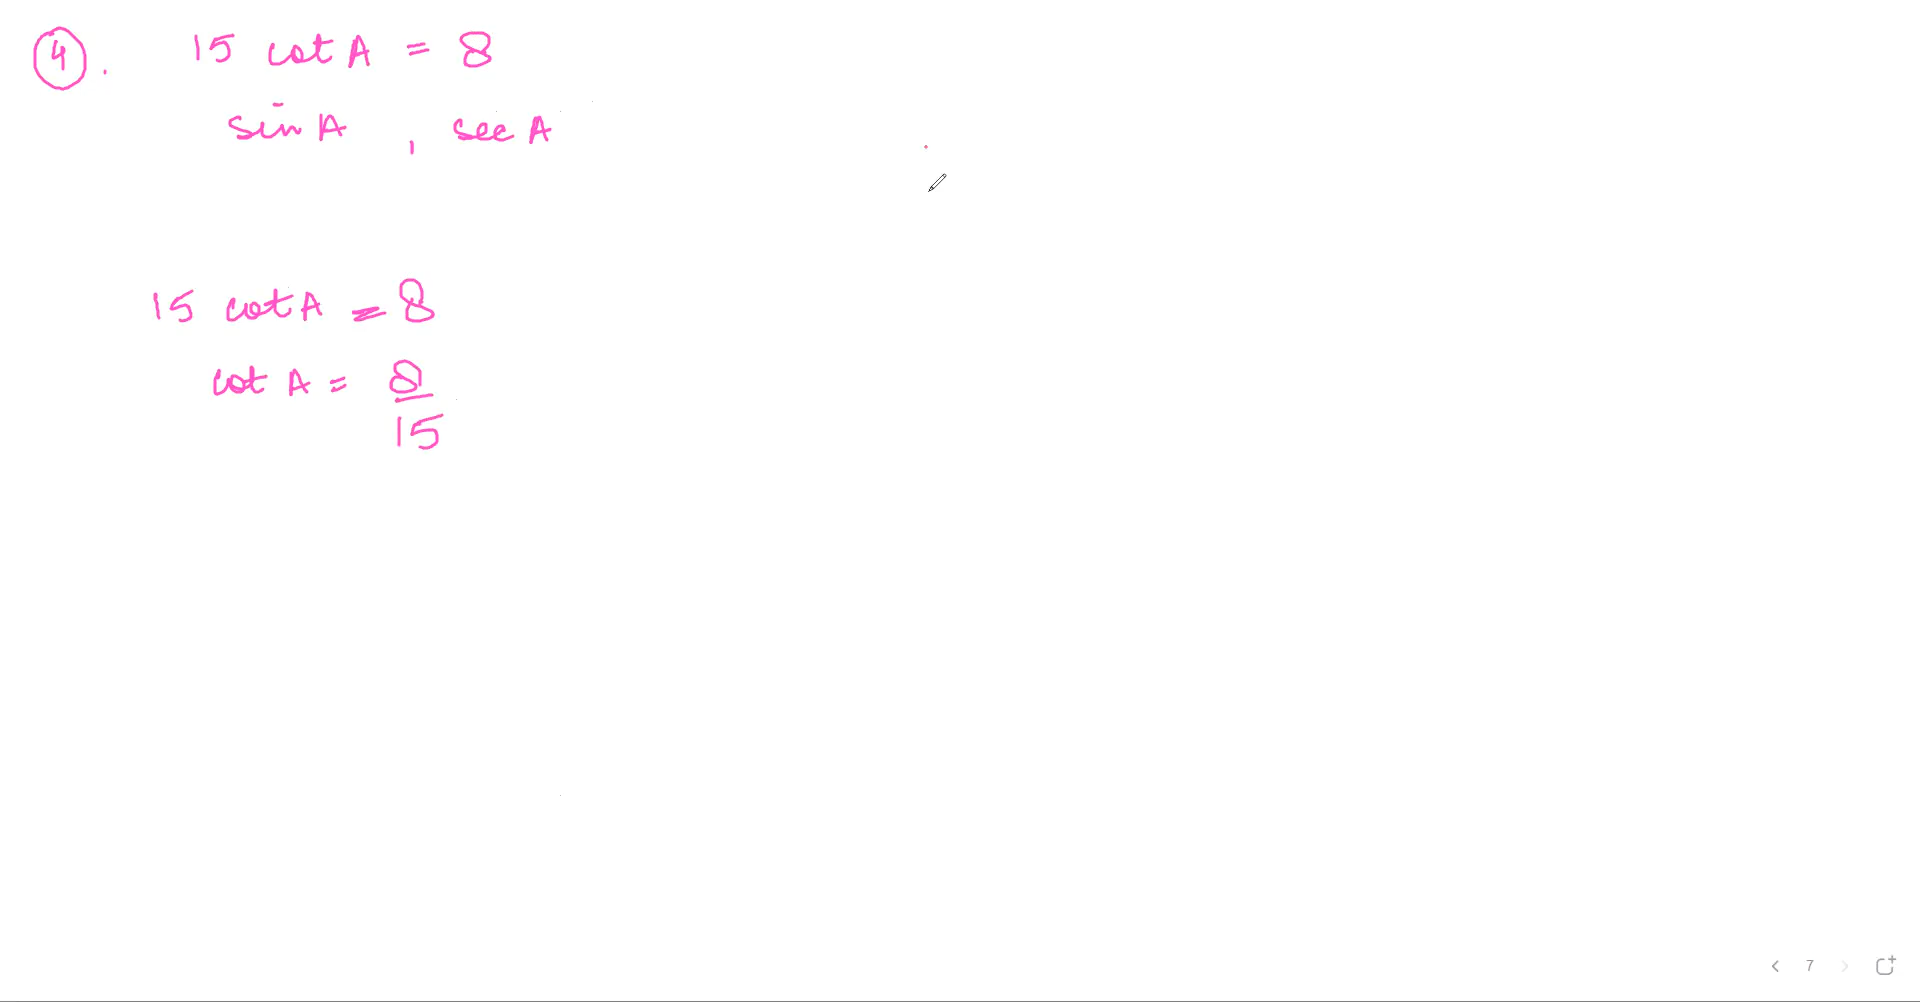 4. 15 cot A = 8
sin A , sec A
15 cot A = 8
cot A = 8/15
7